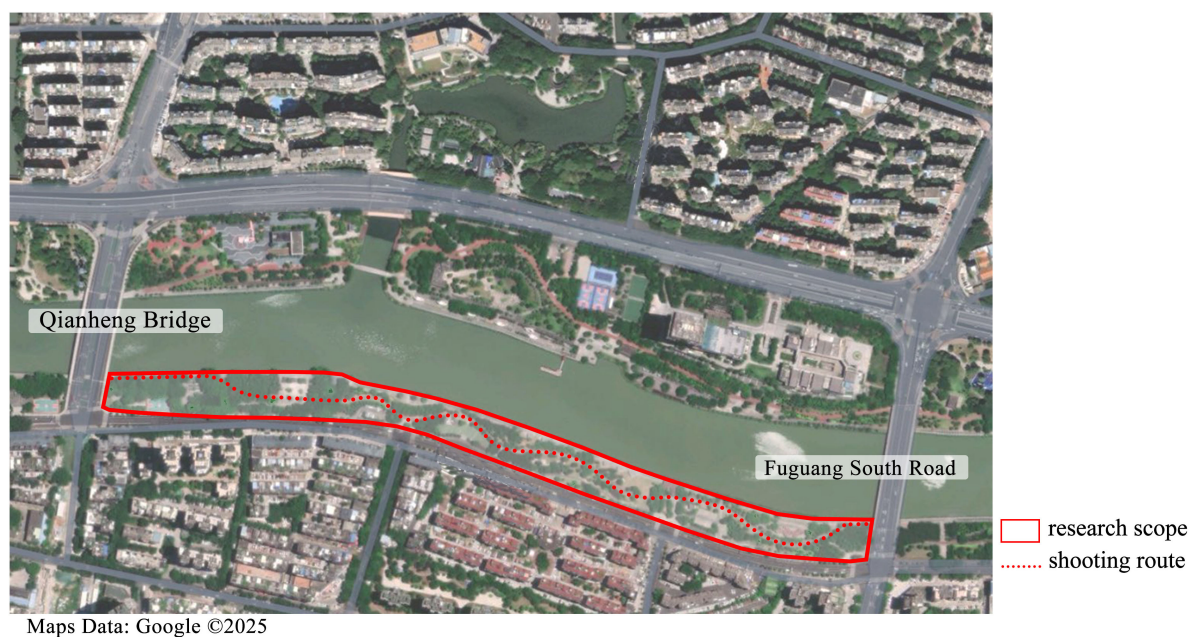 Qianheng Bridge
Fuguang South Road
research scope
shooting route
Maps Data: Google ©2025